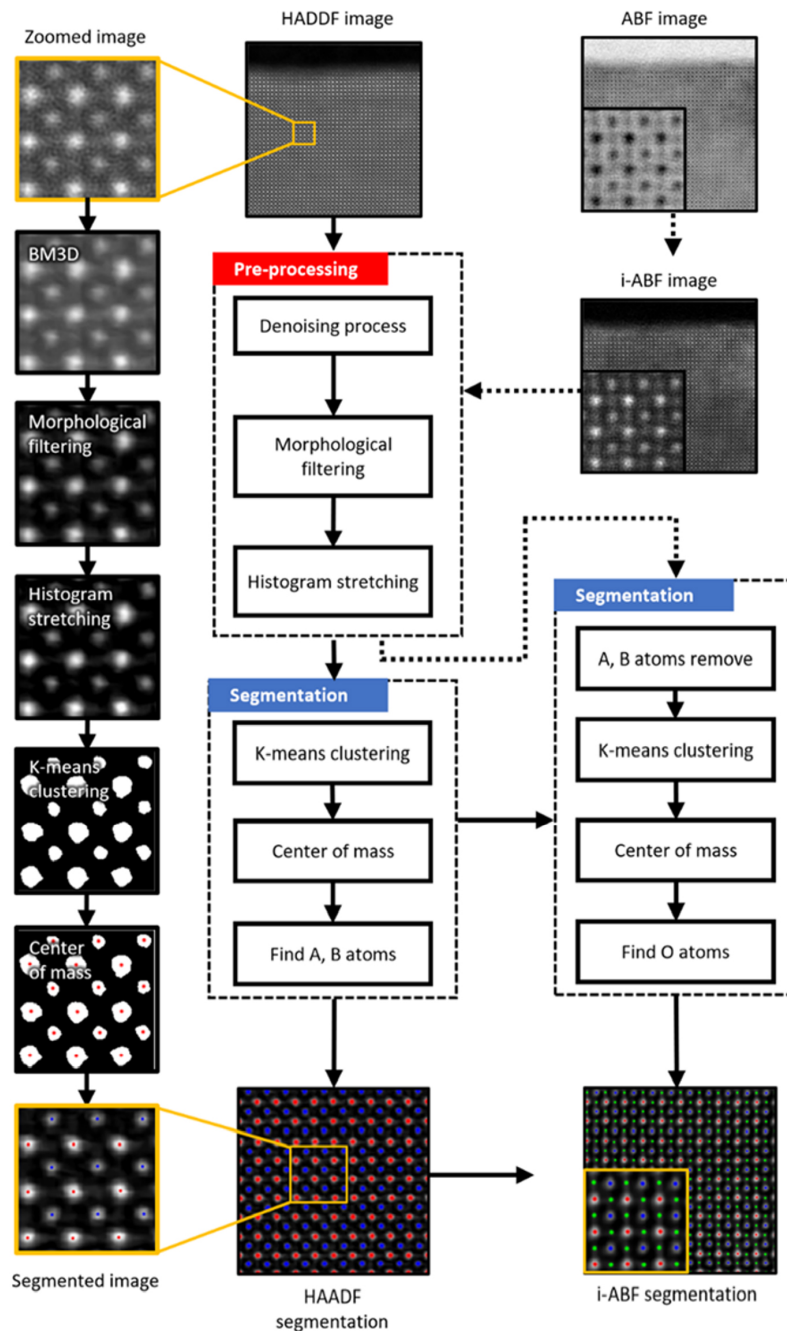 Zoomed image
HADDF image
ABF image
BM3D
Pre-processing
i-ABF image
Denoising process
Morphological
filtering
Morphological
filtering
Histogram
stretching
Histogram stretching
Segmentation
A, B atoms remove
Segmentation
K-means clustering
K-means
clustering
K-means clustering
Center of mass
Center of mass
Center
of mass
Find A, B atoms
Find O atoms
Segmented image
HAADF
segmentation
i-ABF segmentation